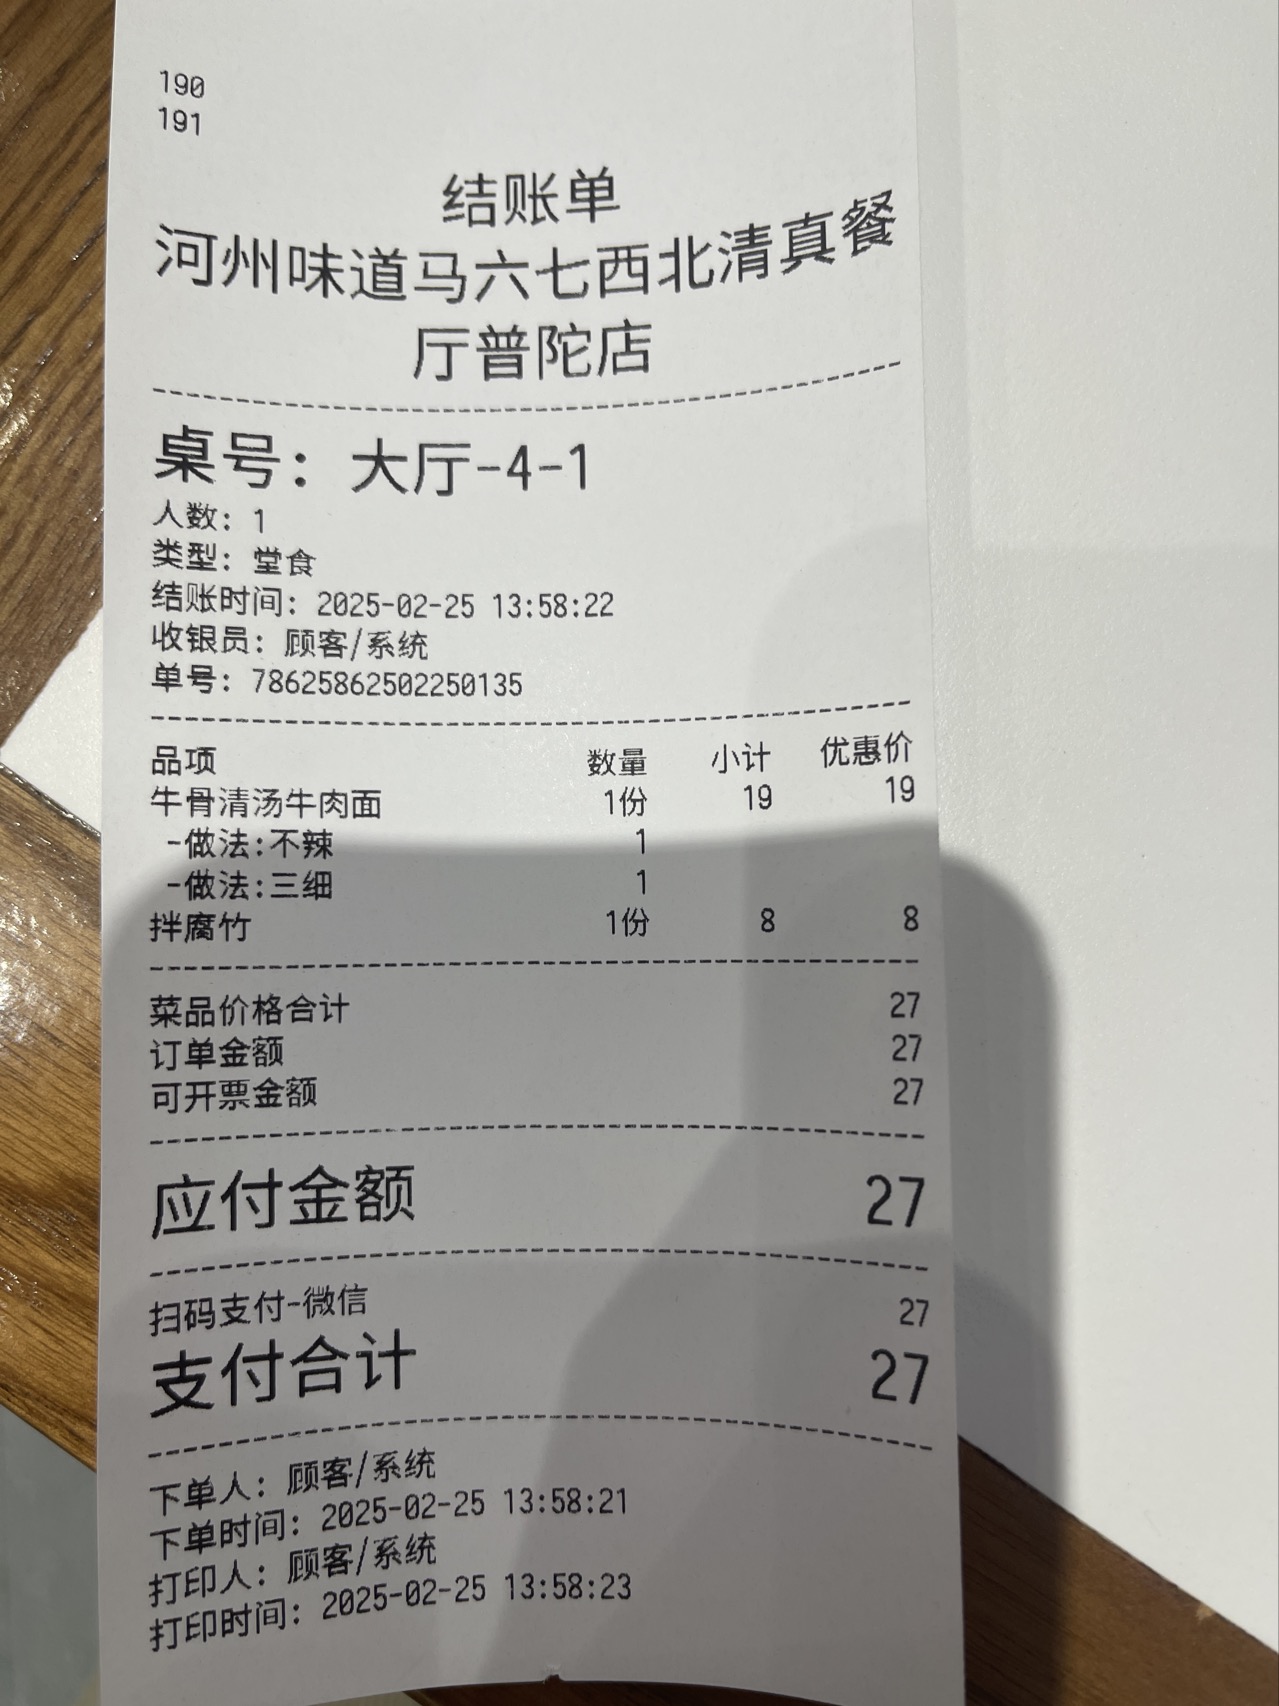 190
191
结账单
河州味道马六七西北清真餐
厅普陀店
桌号：大厅-4-1
人数：1
类型：堂食
结账时间：2025-02-25 13:58:22
收银员：顾客/系统
单号：78625862502250135
品项 数量 小计 优惠价
牛骨清汤牛肉面 1份 19 19
-做法:不辣 1
-做法:三细 1
拌腐竹 1份 8 8
菜品价格合计 27
订单金额 27
可开票金额 27
应付金额 27
扫码支付-微信 27
支付合计 27
下单人：顾客/系统
下单时间：2025-02-25 13:58:21
打印人：顾客/系统
打印时间：2025-02-25 13:58:23